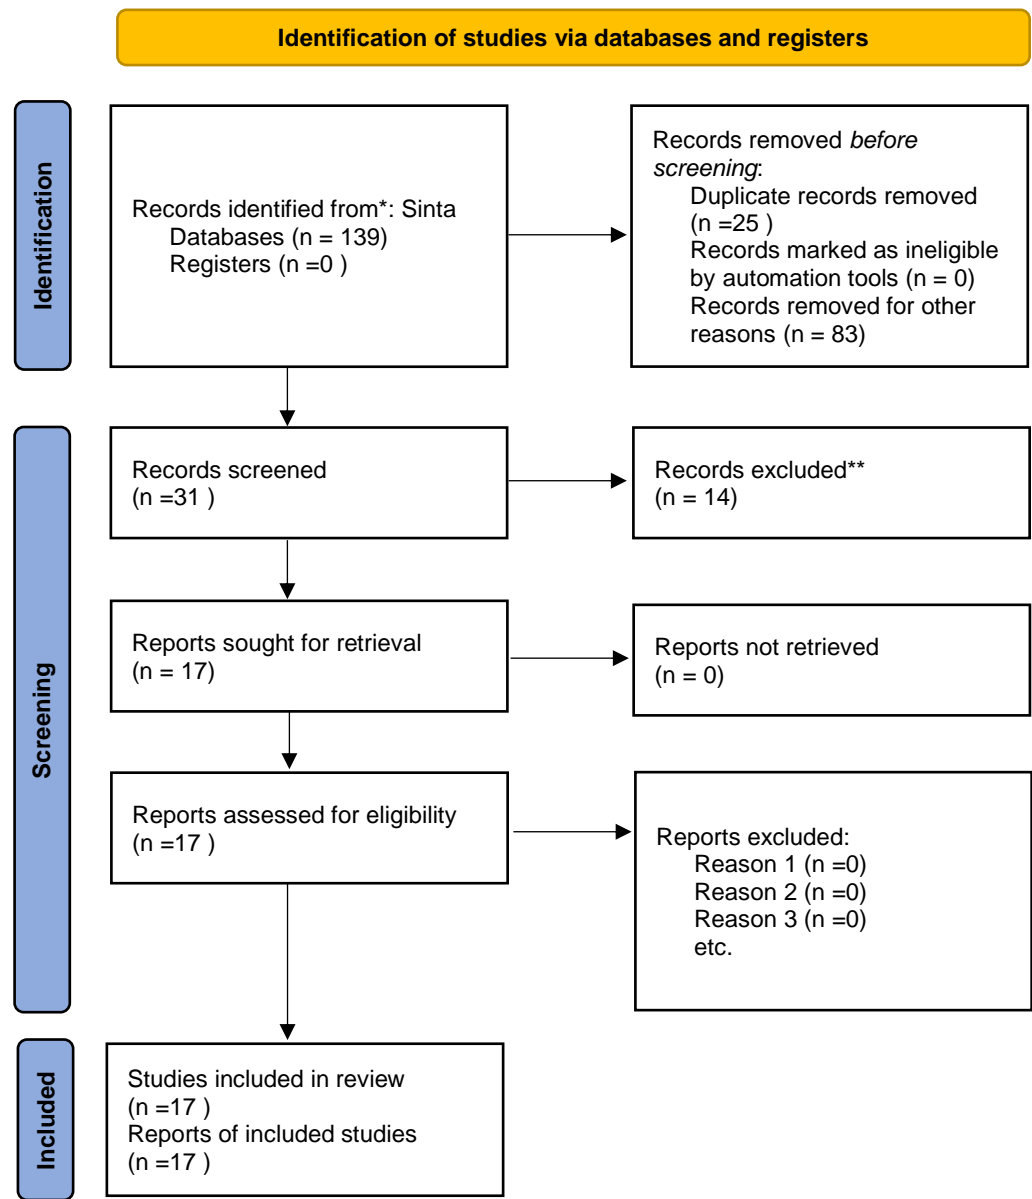 Identification of studies via databases and registers
Identification
Records identified from*: Sinta
Databases (n = 139)
Registers (n =0 )
Records removed before
screening:
Duplicate records removed
(n =25 )
Records marked as ineligible
by automation tools (n = 0)
Records removed for other
reasons (n = 83)
Screening
Records screened
(n =31 )
Records excluded**
(n = 14)
Reports sought for retrieval
(n = 17)
Reports not retrieved
(n = 0)
Reports assessed for eligibility
(n =17 )
Reports excluded:
Reason 1 (n =0)
Reason 2 (n =0)
Reason 3 (n =0)
etc.
Included
Studies included in review
(n =17 )
Reports of included studies
(n =17 )